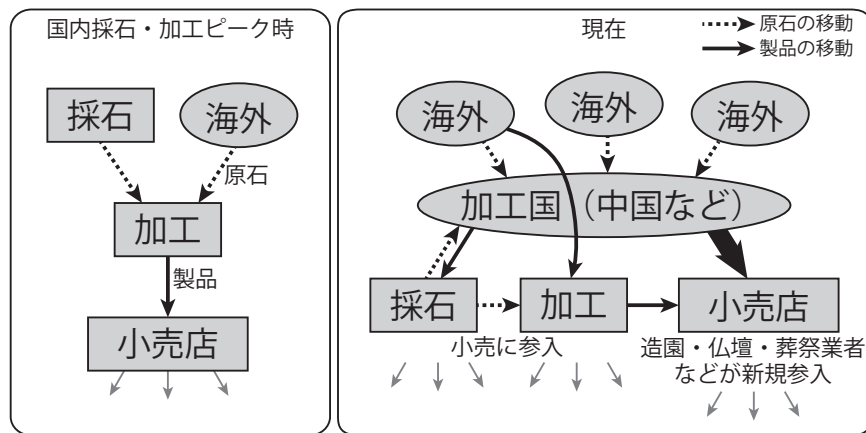 国内採石・加工ピーク時
採石
海外
原石
加工
製品
小売店
現在
原石の移動
製品の移動
海外
海外
海外
加工国（中国など）
採石
加工
小売店
小売に参入
造園・仏壇・葬祭業者
などが新規参入